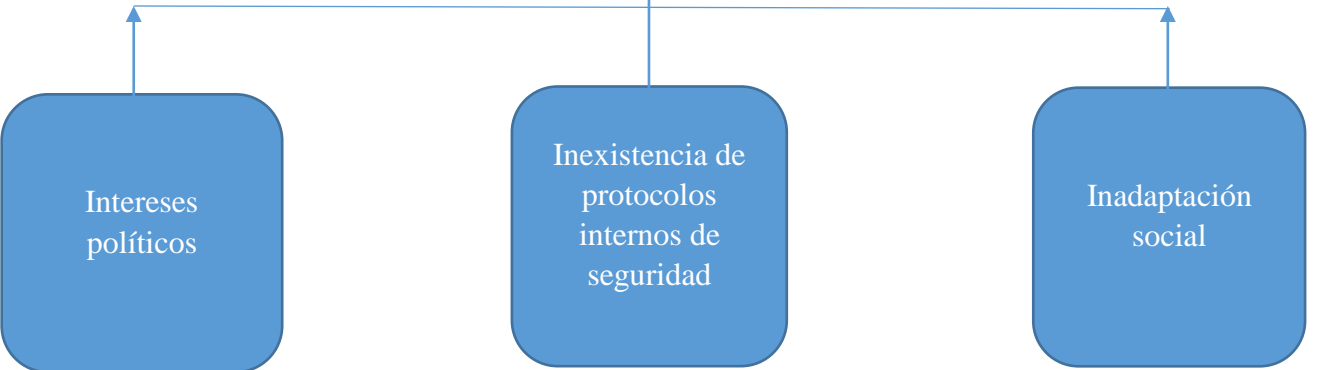 Intereses
políticos
Inexistencia de
protocolos
internos de
seguridad
Inadaptación
social